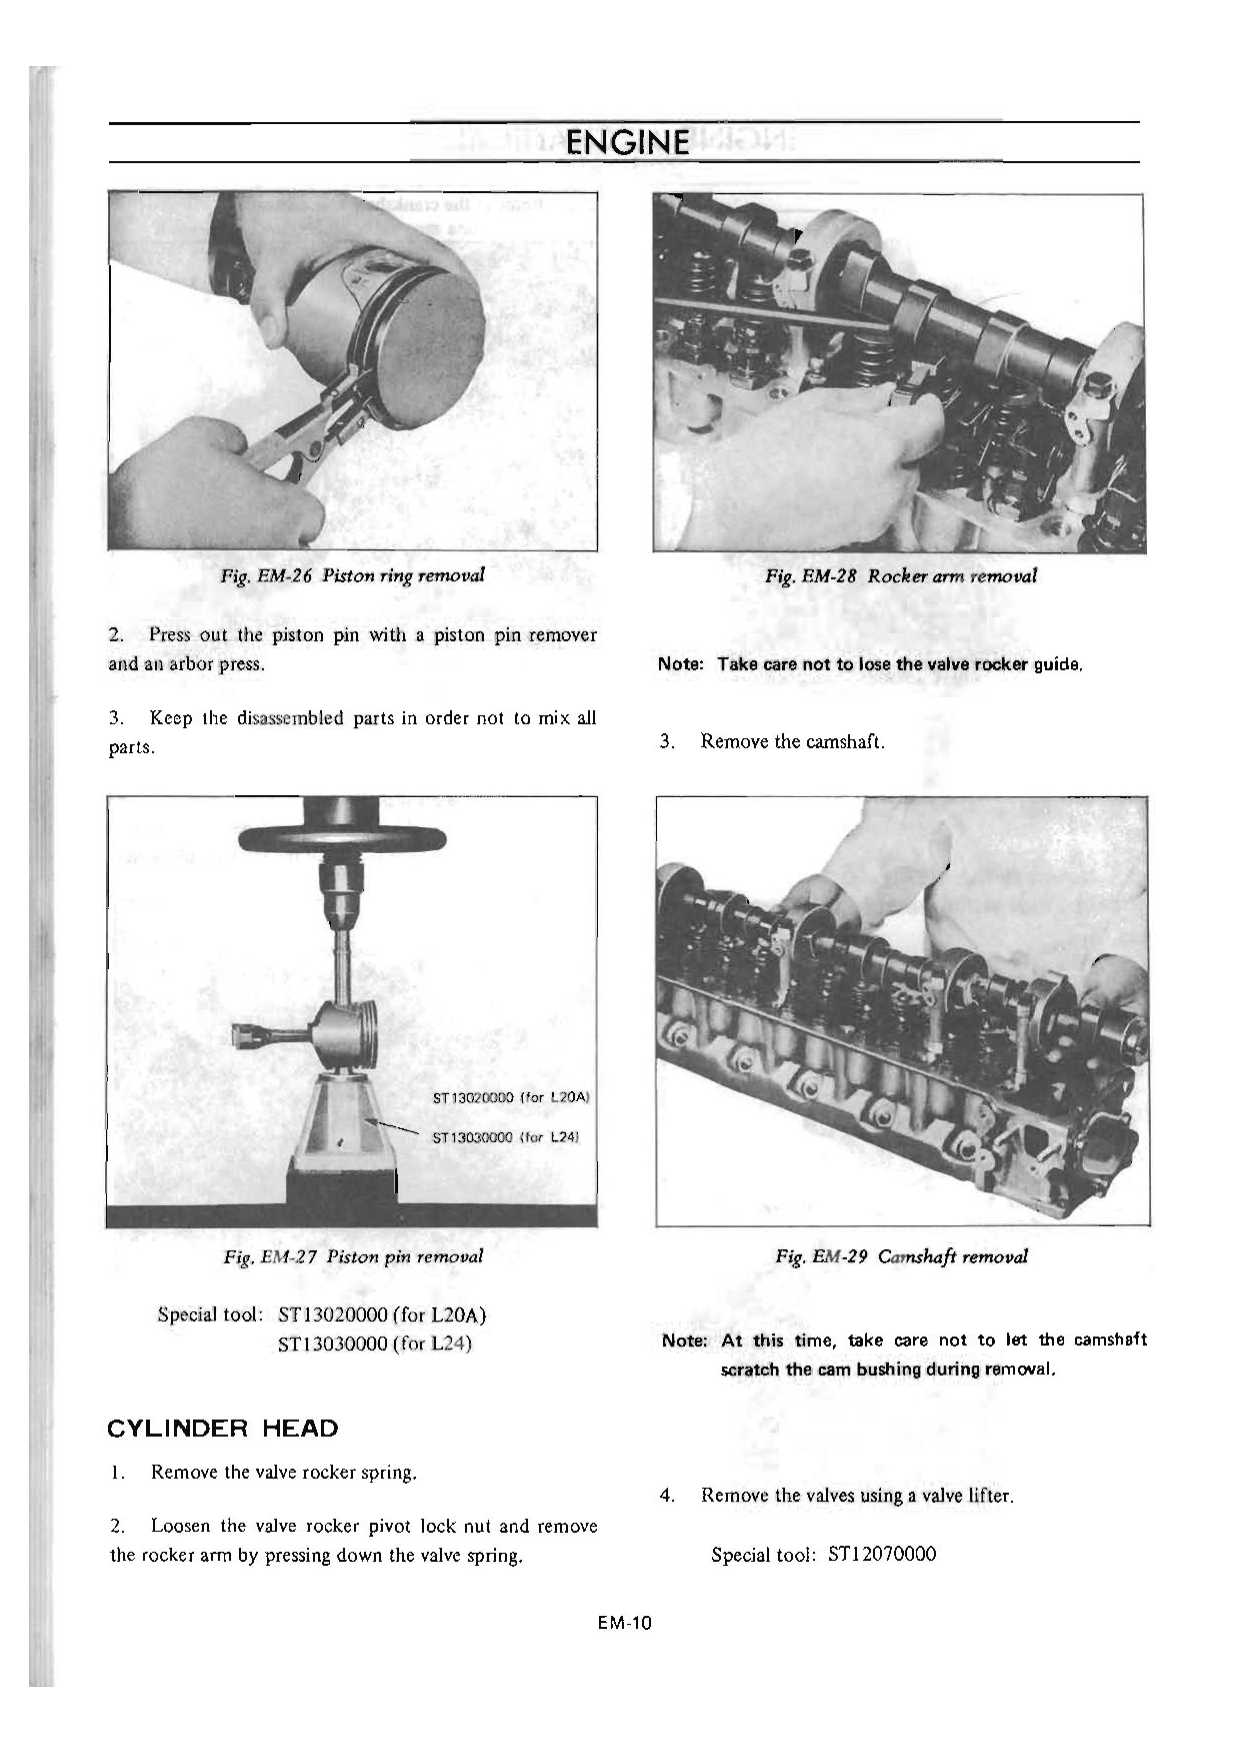 ENGINE
Fig. EM-26 Piston ring removal
2. Press out the piston pin with a piston pin remover
and an arbor press.
3. Keep the disassembled parts in order not to mix all
parts.
ST13020000 (for L20A)
ST13030000 (for L24)
Fig. EM-27 Piston pin removal
Special tool: ST13020000 (for L20A)
ST13030000 (for L24)
CYLINDER HEAD
1. Remove the valve rocker spring.
2. Loosen the valve rocker pivot lock nut and remove
the rocker arm by pressing down the valve spring.
Fig. EM-28 Rocker arm removal
Note: Take care not to lose the valve rocker guide.
3. Remove the camshaft.
Fig. EM-29 Camshaft removal
Note: At this time, take care not to let the camshaft
scratch the cam bushing during removal.
4. Remove the valves using a valve lifter.
Special tool: ST12070000
EM-10